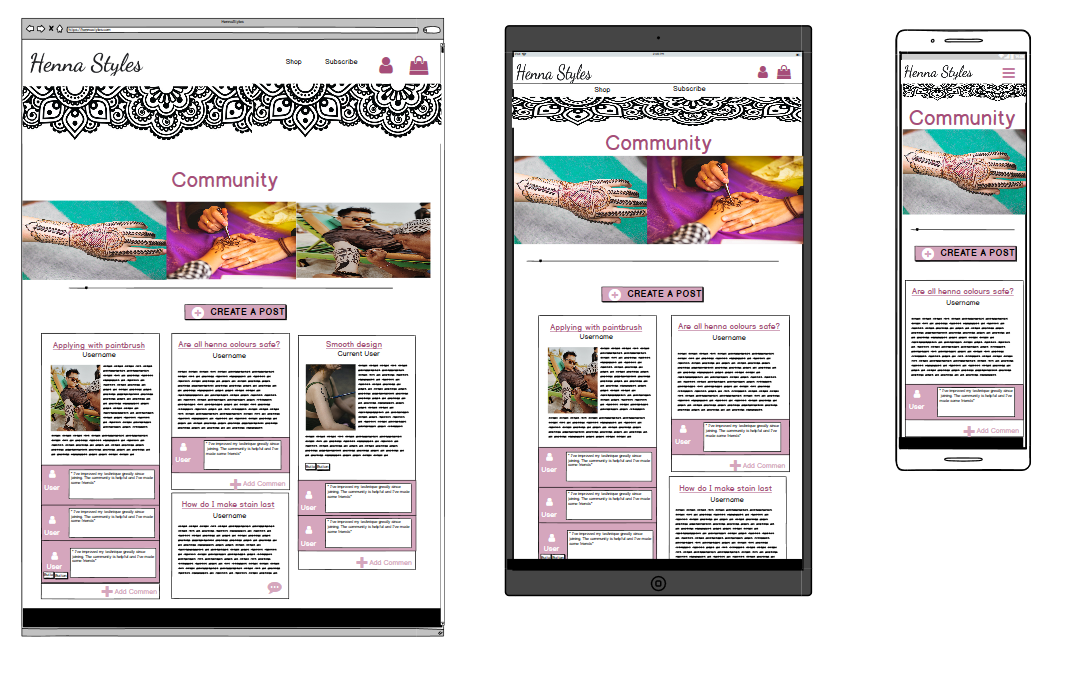 HennaStyles
https://hennastyles.com
Henna Styles
Shop
Subscribe
Community
CREATE A POST
Applying with paintbrush
Username
User
" I've improved my technique greatly since
joining. The community is helpful and I've made
some friends"
User
" I've improved my technique greatly since
joining. The community is helpful and I've made
some friends"
User
" I've improved my technique greatly since
joining. The community is helpful and I've made
some friends"
Button
Button
Add Commen
Are all henna colours safe?
Username
User
" I've improved my technique greatly since
joining. The community is helpful and I've
made some friends"
Add Commen
How do I make stain last
Username
Smooth design
Current User
Button
Button
User
" I've improved my technique greatly since
joining. The community is helpful and I've made
some friends"
User
" I've improved my technique greatly since
joining. The community is helpful and I've made
some friends"
Add Commen
Henna Styles
Shop
Subscribe
Community
CREATE A POST
Applying with paintbrush
Username
User
" I've improved my technique greatly since
joining. The community is helpful and I've made
some friends"
User
" I've improved my technique greatly since
joining. The community is helpful and I've made
some friends"
User
" I've improved my technique greatly since
joining. The community is helpful and I've made
some friends"
Button
Button
Are all henna colours safe?
Username
User
" I've improved my technique greatly since
joining. The community is helpful and I've
made some friends"
Add Commen
How do I make stain last
Username
Henna Styles
Community
CREATE A POST
Are all henna colours safe?
Username
User
" I've improved my technique greatly since
joining. The community is helpful and I've
made some friends"
Add Commen